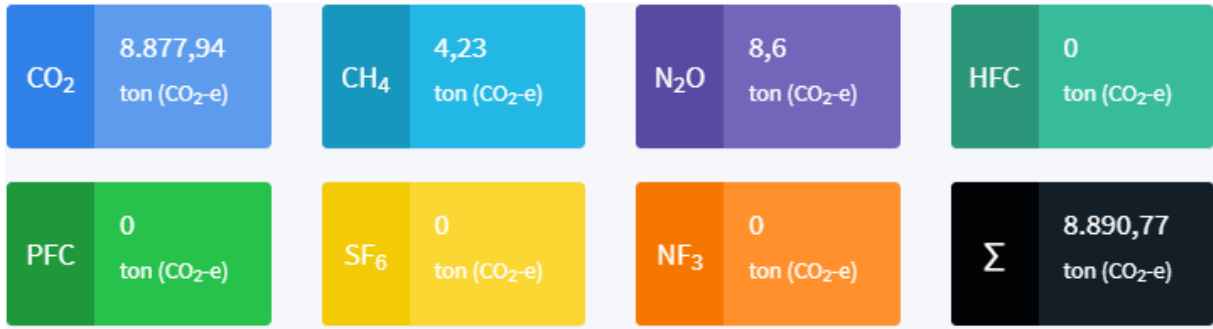 CO₂
8.877,94
ton (CO₂-e)
CH₄
4,23
ton (CO₂-e)
N₂O
8,6
ton (CO₂-e)
HFC
0
ton (CO₂-e)
PFC
0
ton (CO₂-e)
SF₆
0
ton (CO₂-e)
NF₃
0
ton (CO₂-e)
Σ
8.890,77
ton (CO₂-e)